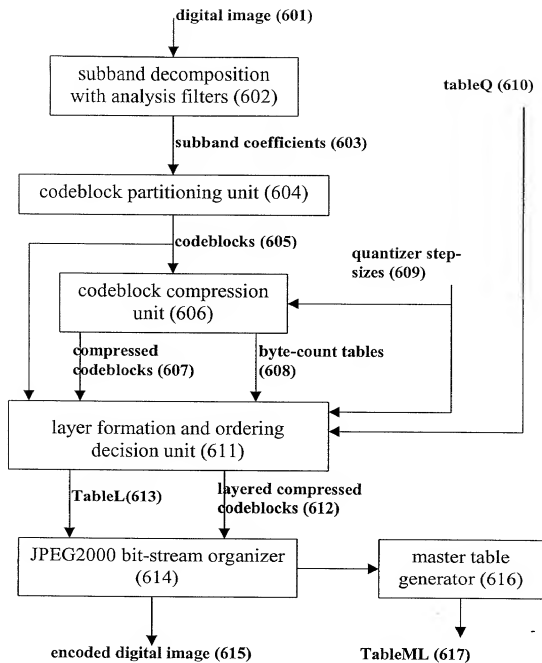 digital image (601)
subband decomposition
with analysis filters (602)
tableQ (610)
subband coefficients (603)
codeblock partitioning unit (604)
codeblocks (605)
quantizer step-
sizes (609)
codeblock compression
unit (606)
compressed
codeblocks (607)
byte-count tables
(608)
layer formation and ordering
decision unit (611)
TableL(613)
layered compressed
codeblocks (612)
JPEG2000 bit-stream organizer
(614)
master table
generator (616)
encoded digital image (615)
TableML (617)